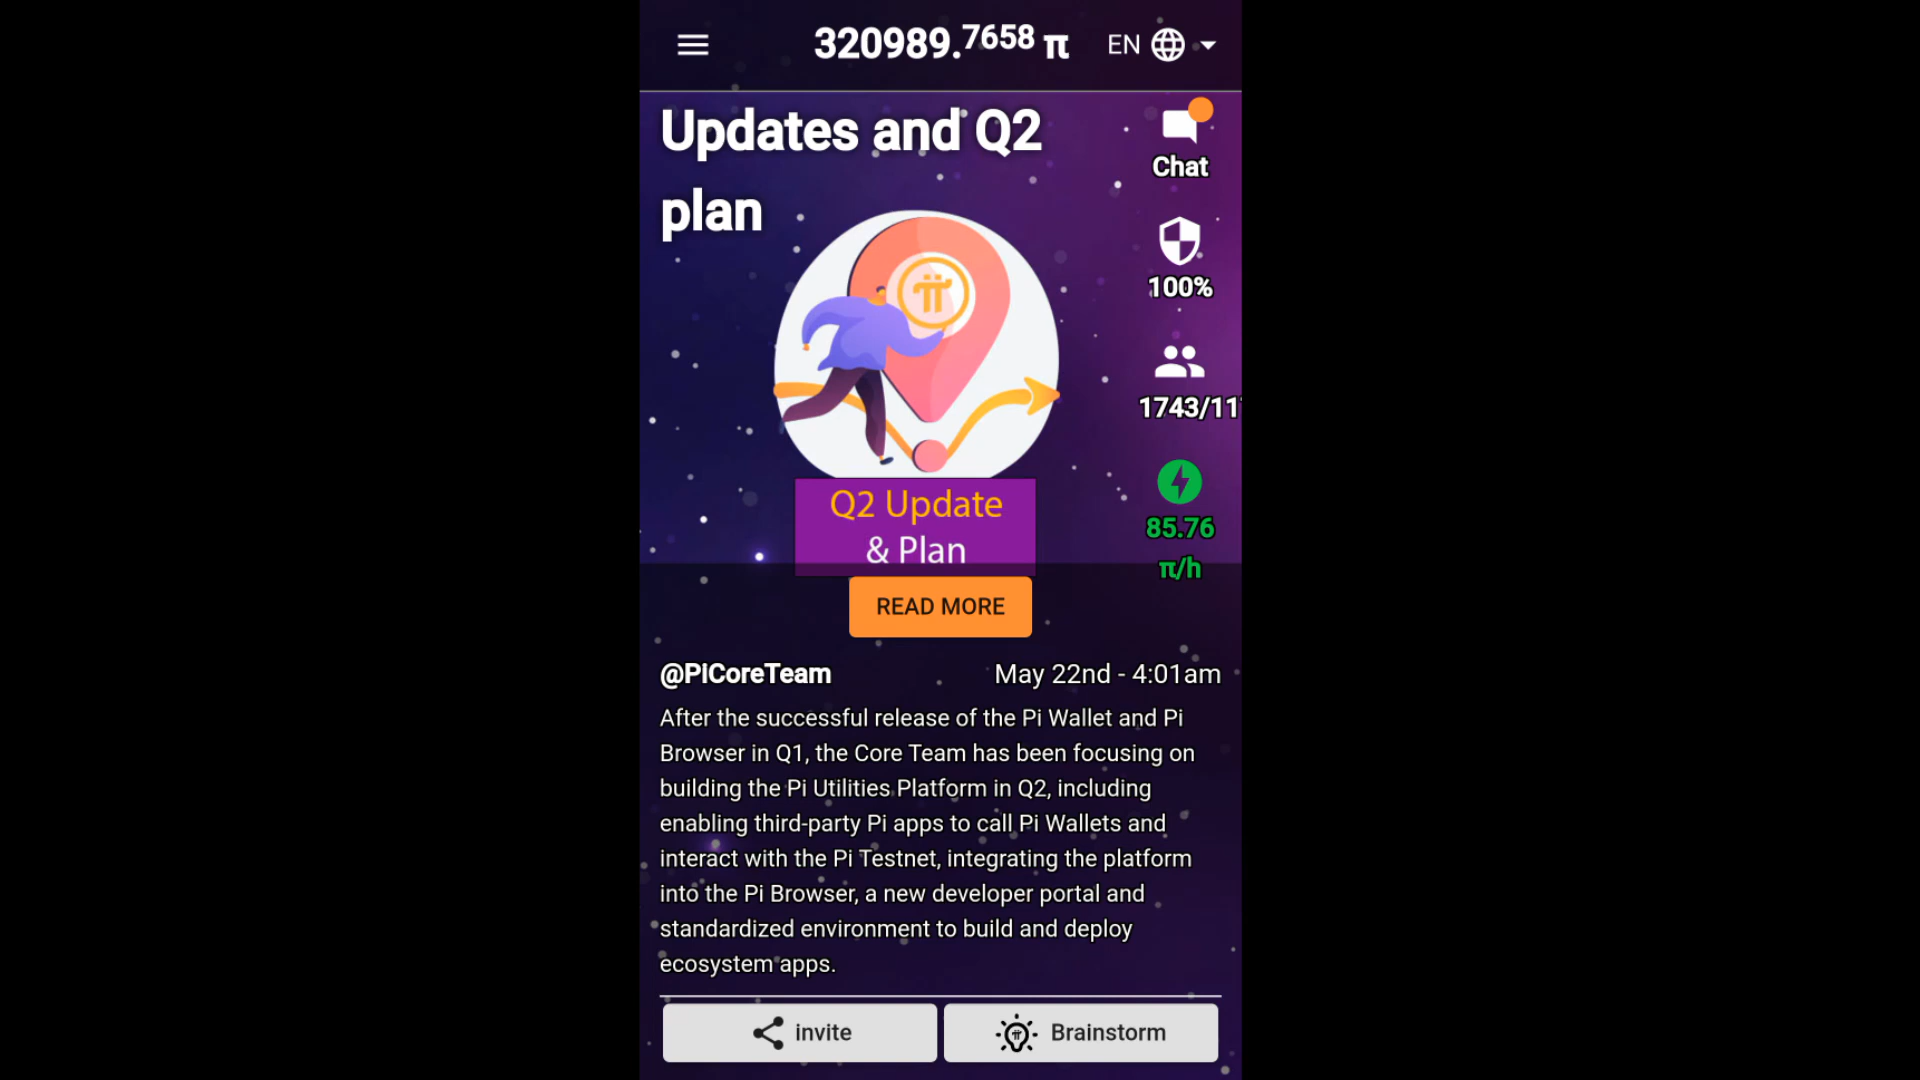 320989.7658 π
EN
Updates and Q2
plan
Chat
100%
1743/11
85.76
π/h
Q2 Update
& Plan
READ MORE
@PiCoreTeam
May 22nd - 4:01am
After the successful release of the Pi Wallet and Pi
Browser in Q1, the Core Team has been focusing on
building the Pi Utilities Platform in Q2, including
enabling third-party Pi apps to call Pi Wallets and
interact with the Pi Testnet, integrating the platform
into the Pi Browser, a new developer portal and
standardized environment to build and deploy
ecosystem apps.
invite
Brainstorm